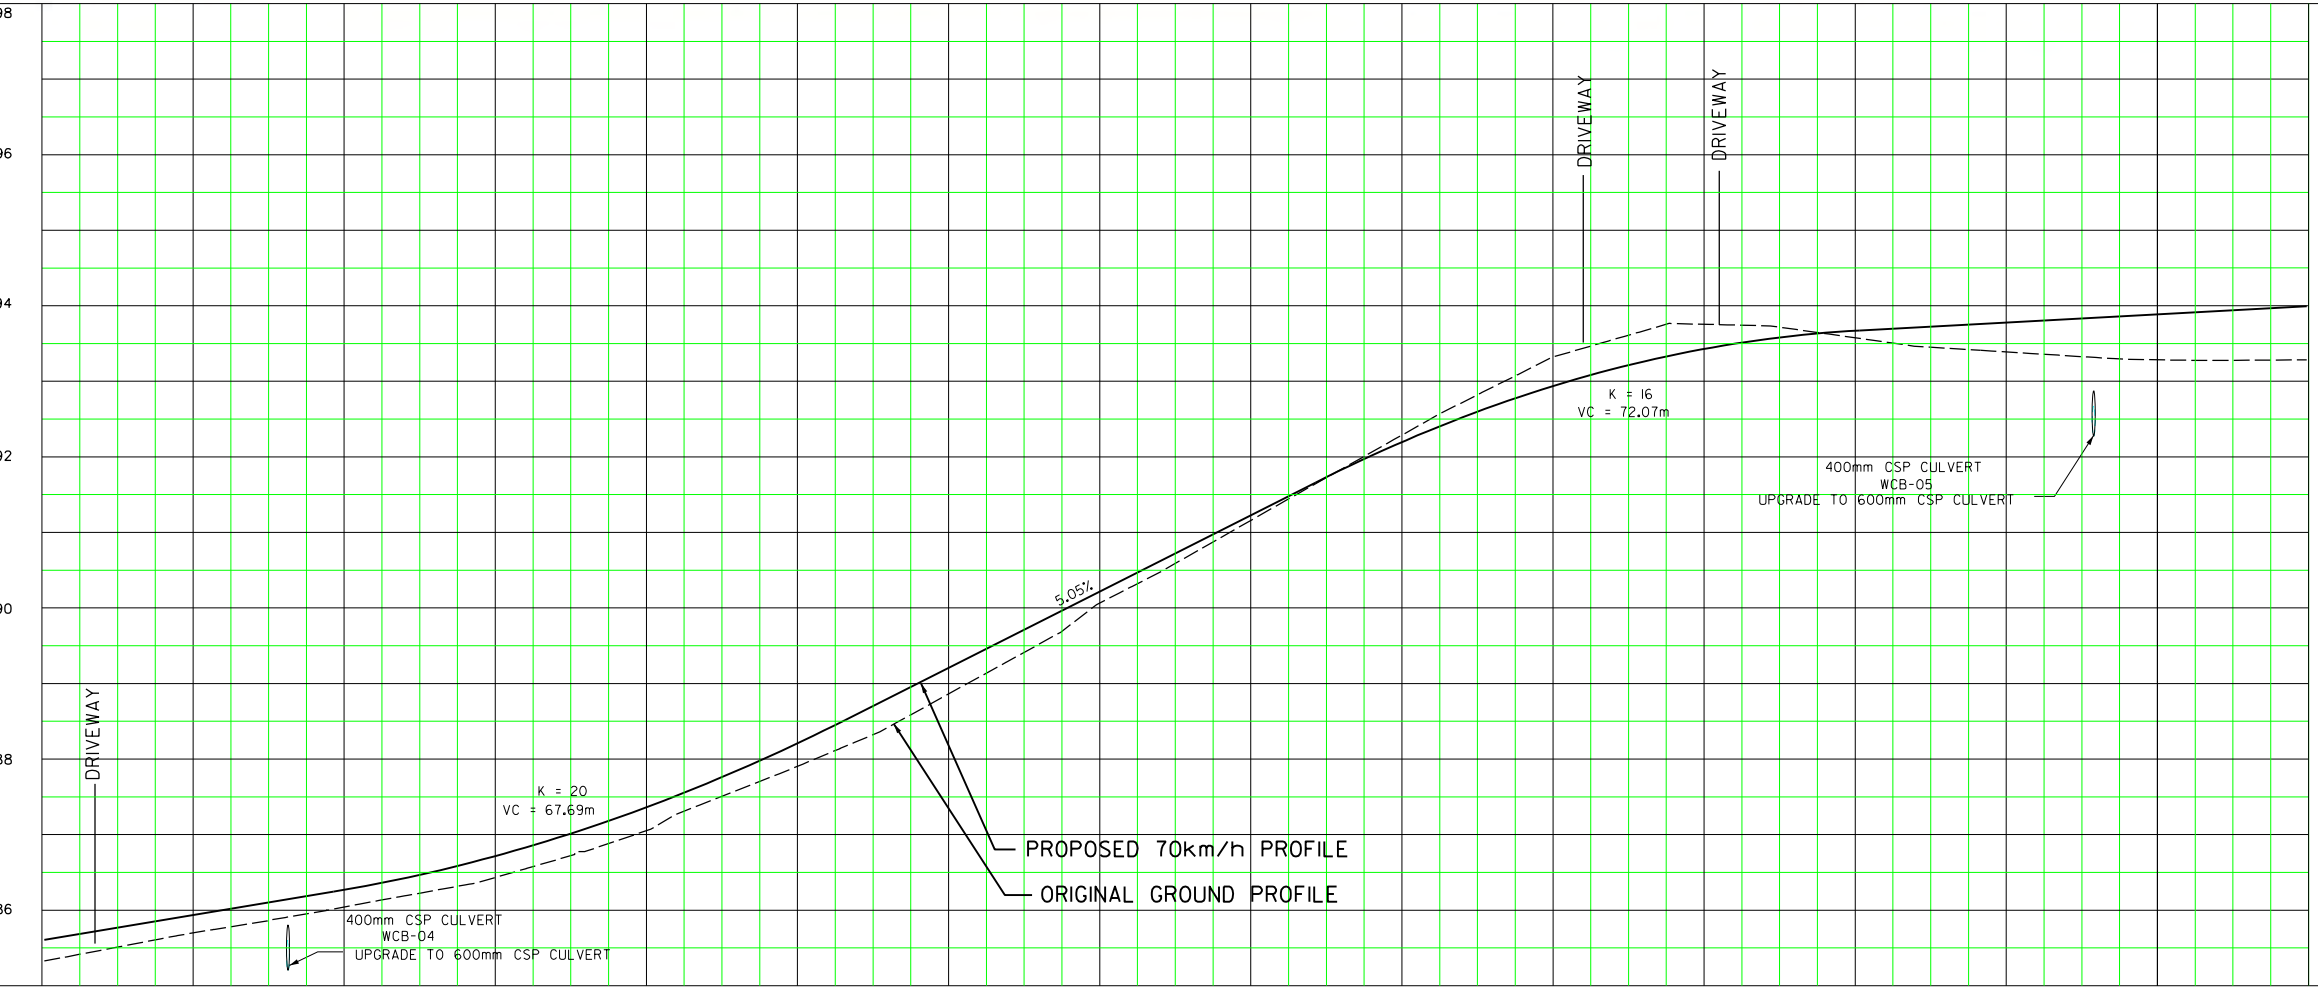 98
96
94
92
90
88
86
DRIVEWAY
DRIVEWAY
DRIVEWAY
K = 16
VC = 72.07m
400mm CSP CULVERT
WCB-05
UPGRADE TO 600mm CSP CULVERT
5.05%
K = 20
VC = 67.69m
PROPOSED 70km/h PROFILE
ORIGINAL GROUND PROFILE
400mm CSP CULVERT
WCB-04
UPGRADE TO 600mm CSP CULVERT